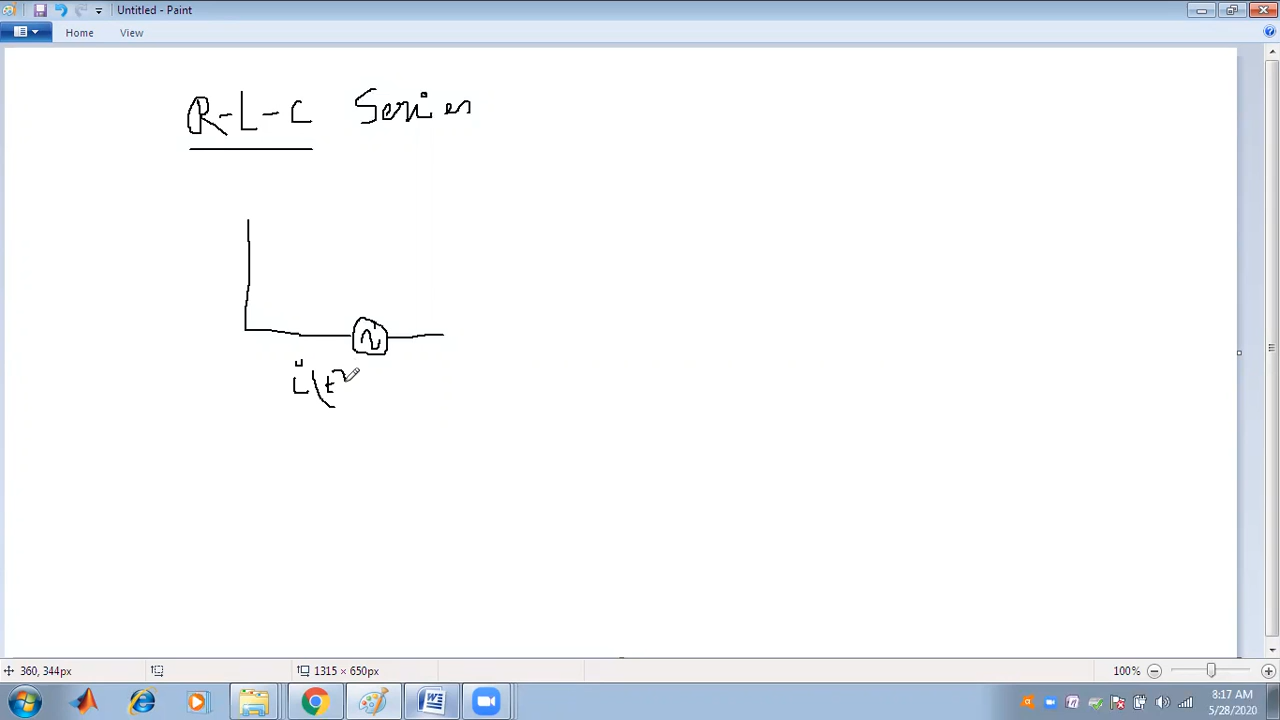 Untitled - Paint
Home View
R-L-C Series
360, 344px
1315 × 650px
100%
8:17 AM
5/28/2020